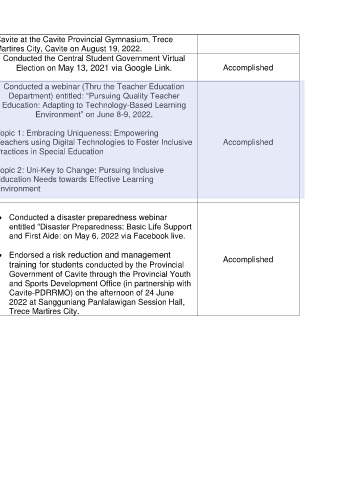 Cavite at the Cavite Provincial Gymnasium, Trece
Martires City, Cavite on August 19, 2022.
Conducted the Central Student Government Virtual
Election on May 13, 2021 via Google Link.
Accomplished
Conducted a webinar (Thru the Teacher Education
Department) entitled: “Pursuing Quality Teacher
Education: Adapting to Technology-Based Learning
Environment” on June 8-9, 2022.
opic 1: Embracing Uniqueness: Empowering
eachers using Digital Technologies to Foster Inclusive
ractices in Special Education
Accomplished
opic 2: Uni-Key to Change: Pursuing Inclusive
ducation Needs towards Effective Learning
nvironment
Conducted a disaster preparedness webinar
entitled “Disaster Preparedness: Basic Life Support
and First Aide: on May 6, 2022 via Facebook live.
Endorsed a risk reduction and management
training for students conducted by the Provincial
Government of Cavite through the Provincial Youth
and Sports Development Office (in partnership with
Cavite-PDRRMO) on the afternoon of 24 June
2022 at Sangguniang Panlalawigan Session Hall,
Trece Martires City.
Accomplished